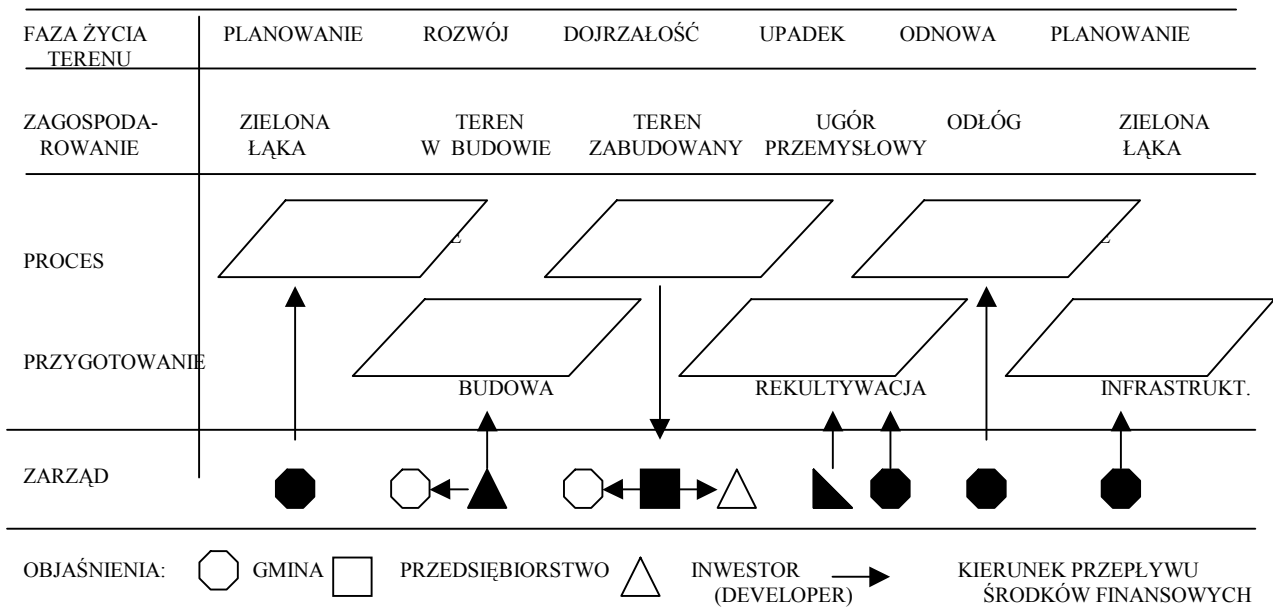 FAZA ŻYCIA PLANOWANIE ROZWÓJ DOJRZAŁOŚĆ UPADEK ODNOWA PLANOWANIE
TERENU
ZAGOSPODA- ZIELONA TEREN TEREN UGÓR ODŁÓG ZIELONA
ROWANIE ŁĄKA W BUDOWIE ZABUDOWANY PRZEMYSŁOWY ŁĄKA
PROCES
PRZYGOTOWANIE
BUDOWA REKULTYWACJA INFRASTRUKT.
ZARZĄD
OBJAŚNIENIA: GMINA PRZEDSIĘBIORSTWO INWESTOR KIERUNEK PRZEPŁYWU
(DEVELOPER) ŚRODKÓW FINANSOWYCH